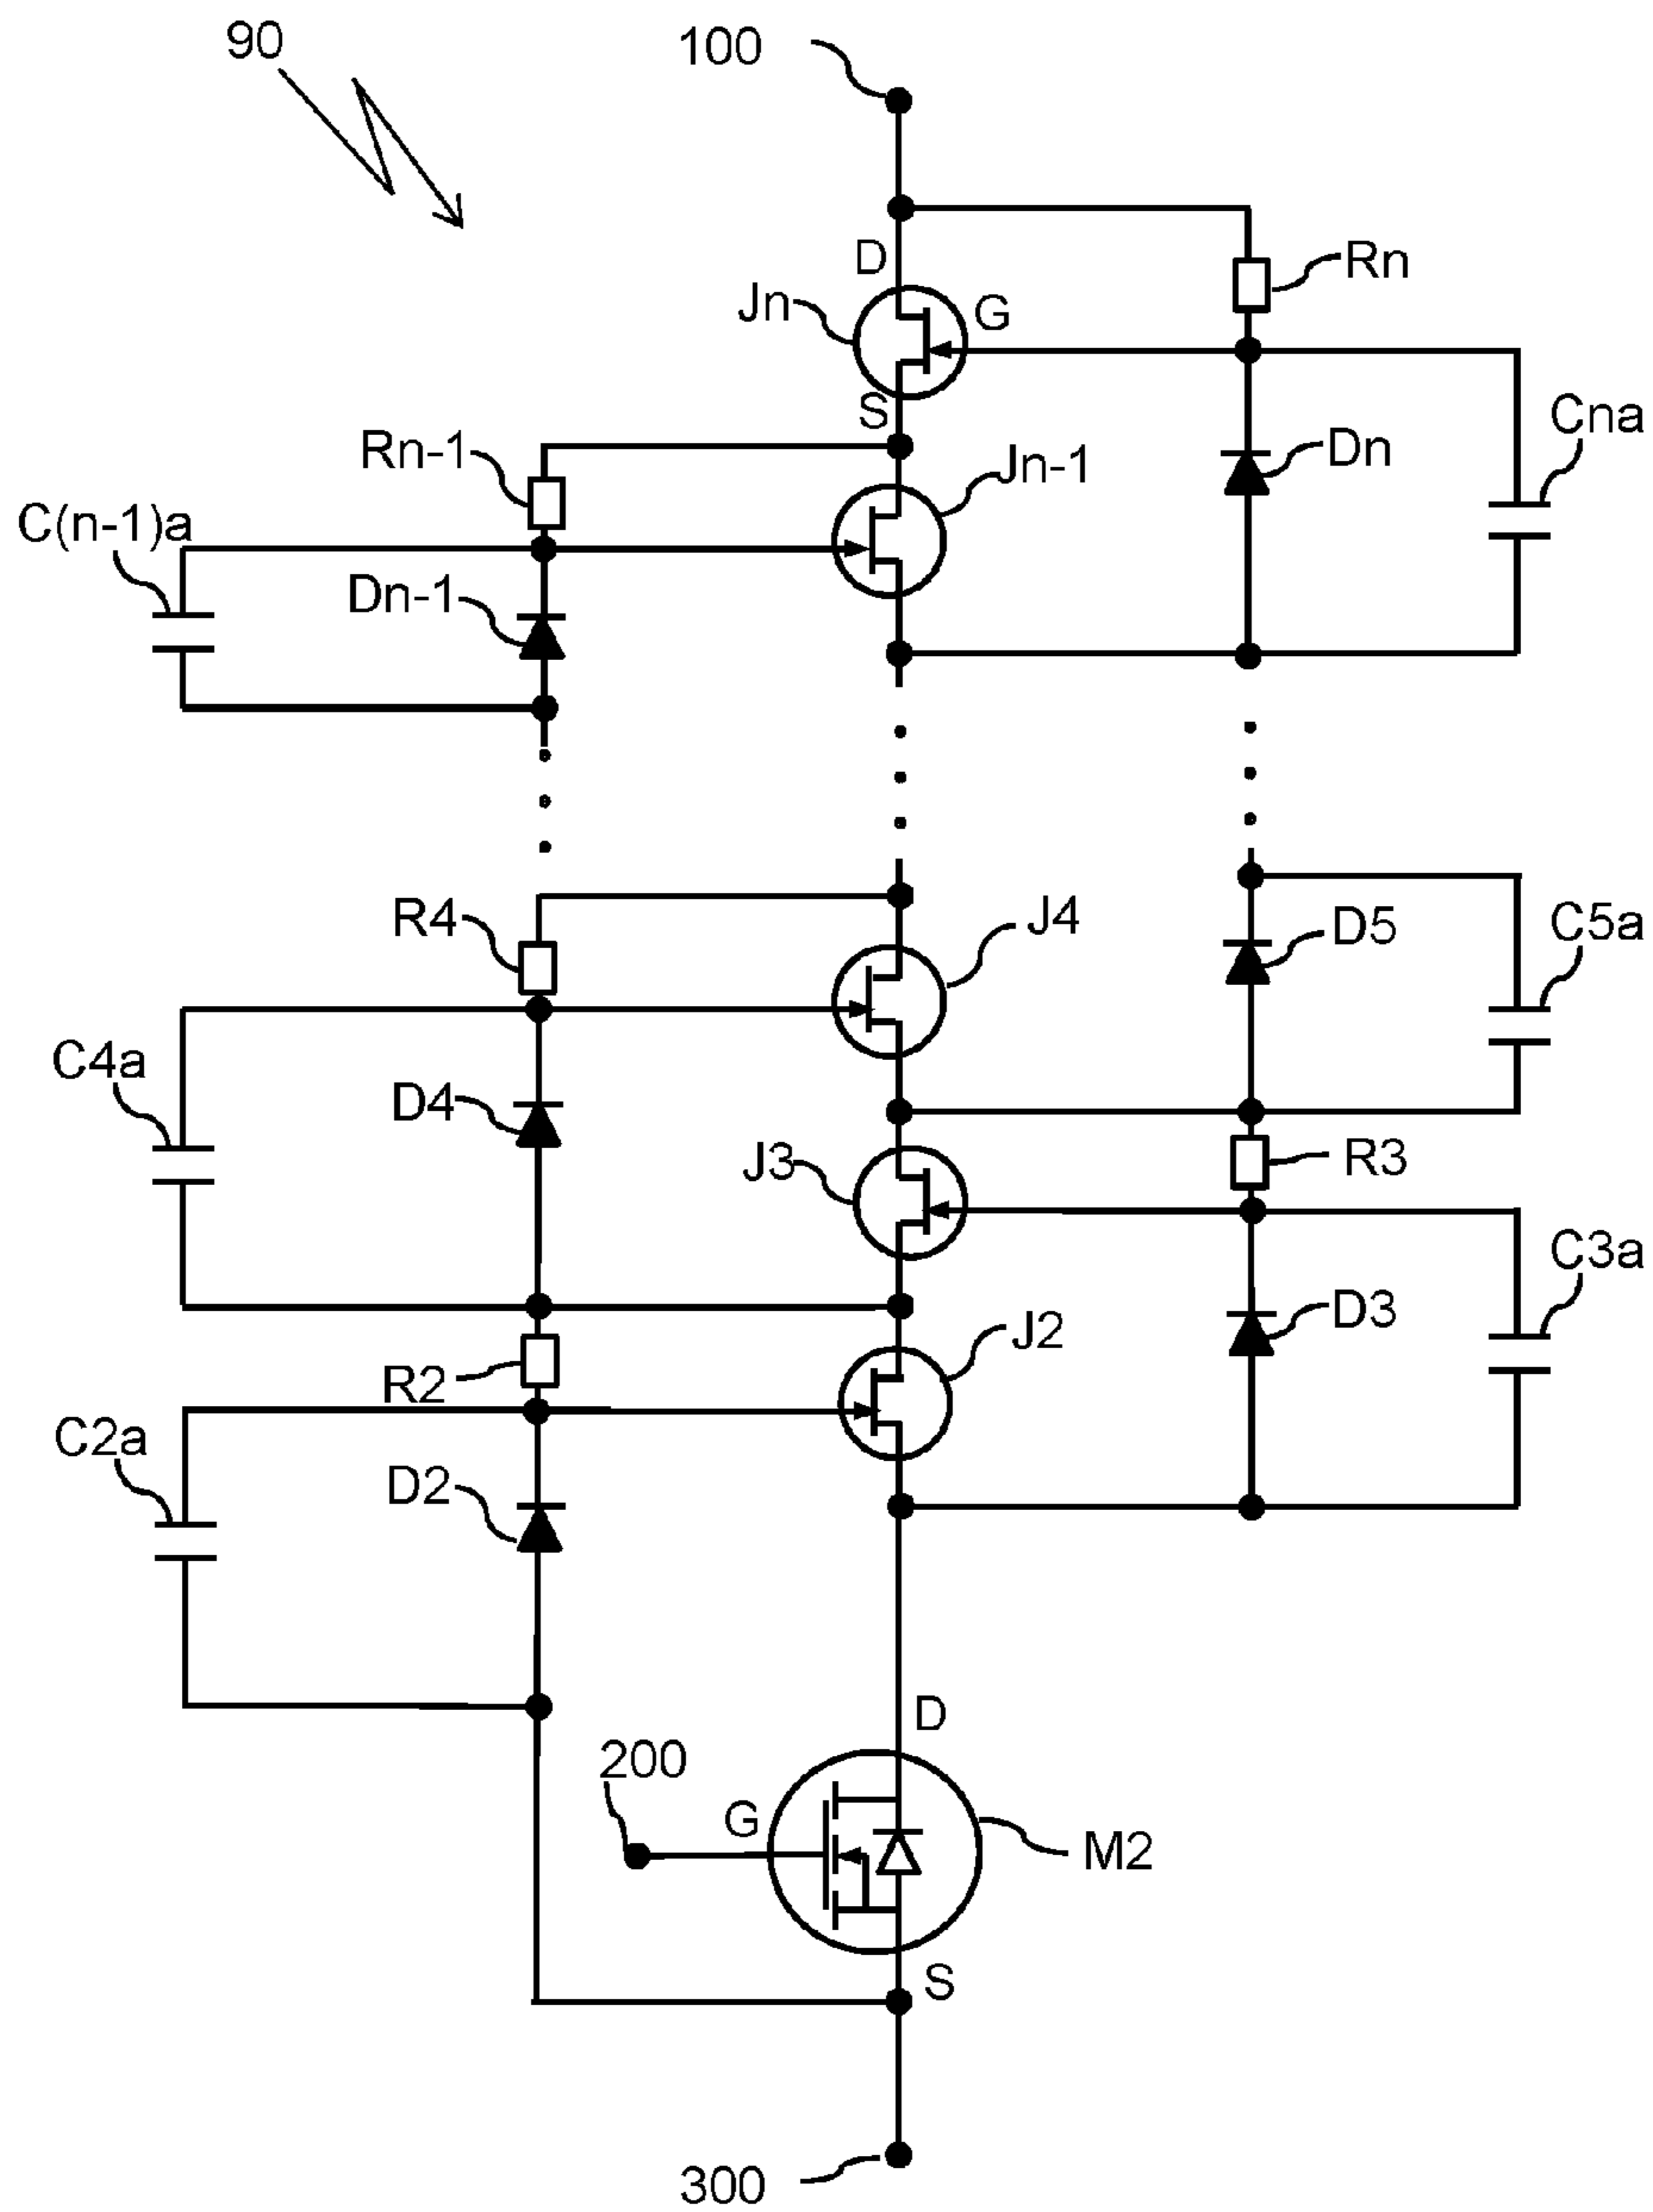 90
100
D
Rn
Jn
G
S
Cna
Rn-1
Jn-1
Dn
C(n-1)a
Dn-1
R4
J4
D5
C5a
C4a
D4
J3
R3
C3a
D3
J2
R2
C2a
D2
D
200
G
M2
S
300